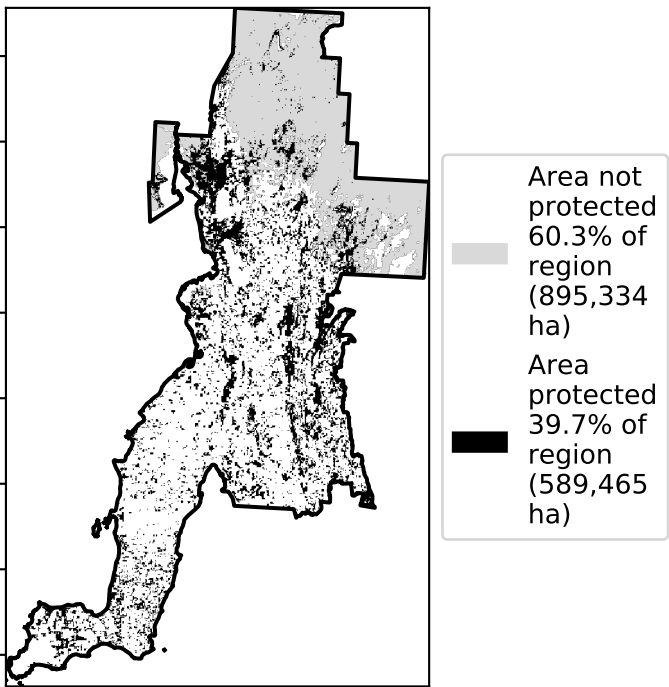 Area not
protected
60.3% of
region
(895,334
ha)
Area
protected
39.7% of
region
(589,465
ha)